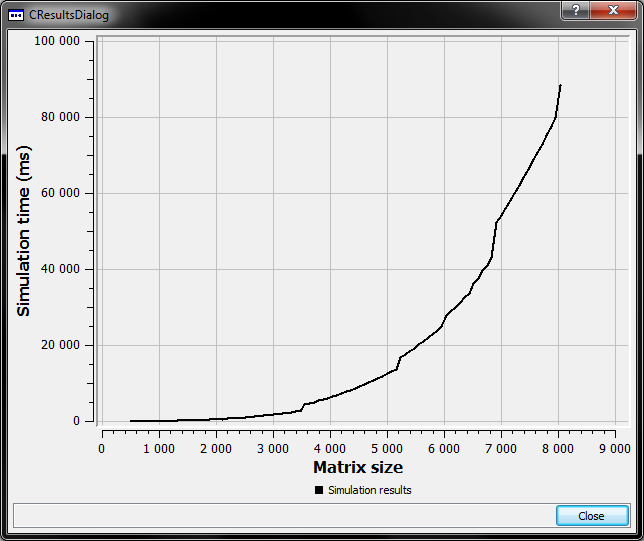 CResultsDialog
?
100 000
80 000
60 000
40 000
20 000
0
Simulation time (ms)
0 1 000 2 000 3 000 4 000 5 000 6 000 7 000 8 000 9 000
Matrix size
Simulation results
Close